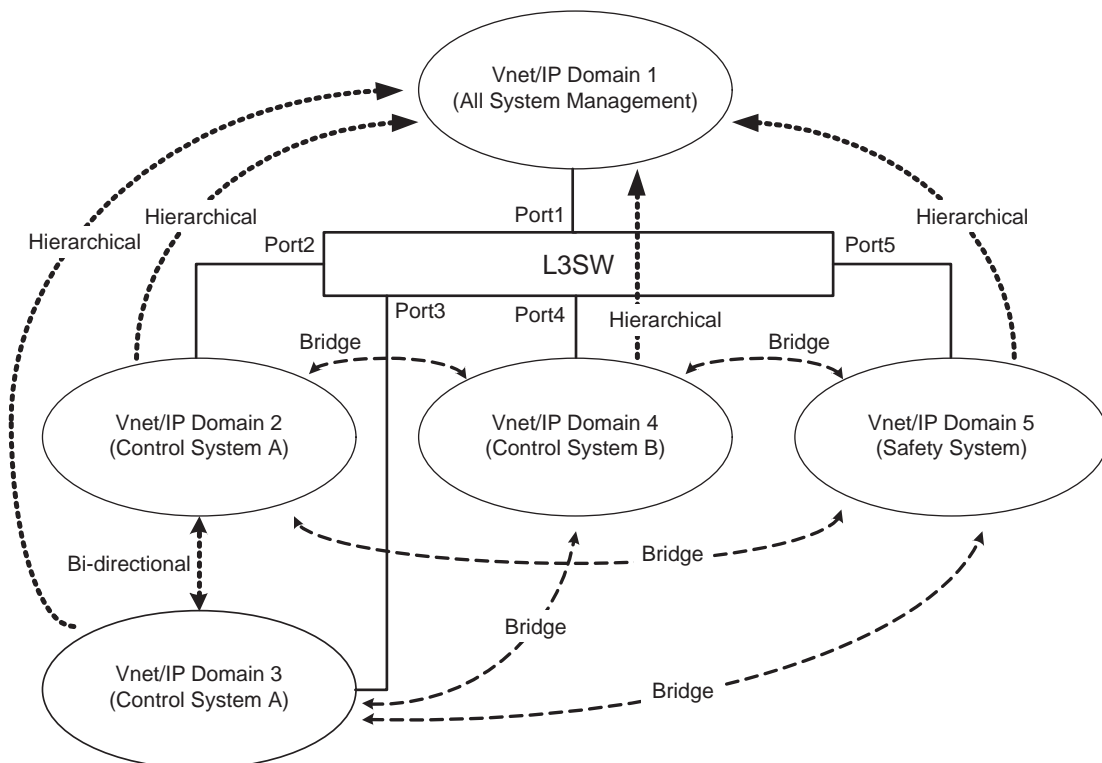 Vnet/IP Domain 1
(All System Management)
Hierarchical
Hierarchical
Hierarchical
Port1
Port2
Port5
L3SW
Port3
Port4
Hierarchical
Bridge
Bridge
Vnet/IP Domain 2
(Control System A)
Vnet/IP Domain 4
(Control System B)
Vnet/IP Domain 5
(Safety System)
Bi-directional
Bridge
Bridge
Vnet/IP Domain 3
(Control System A)
Bridge